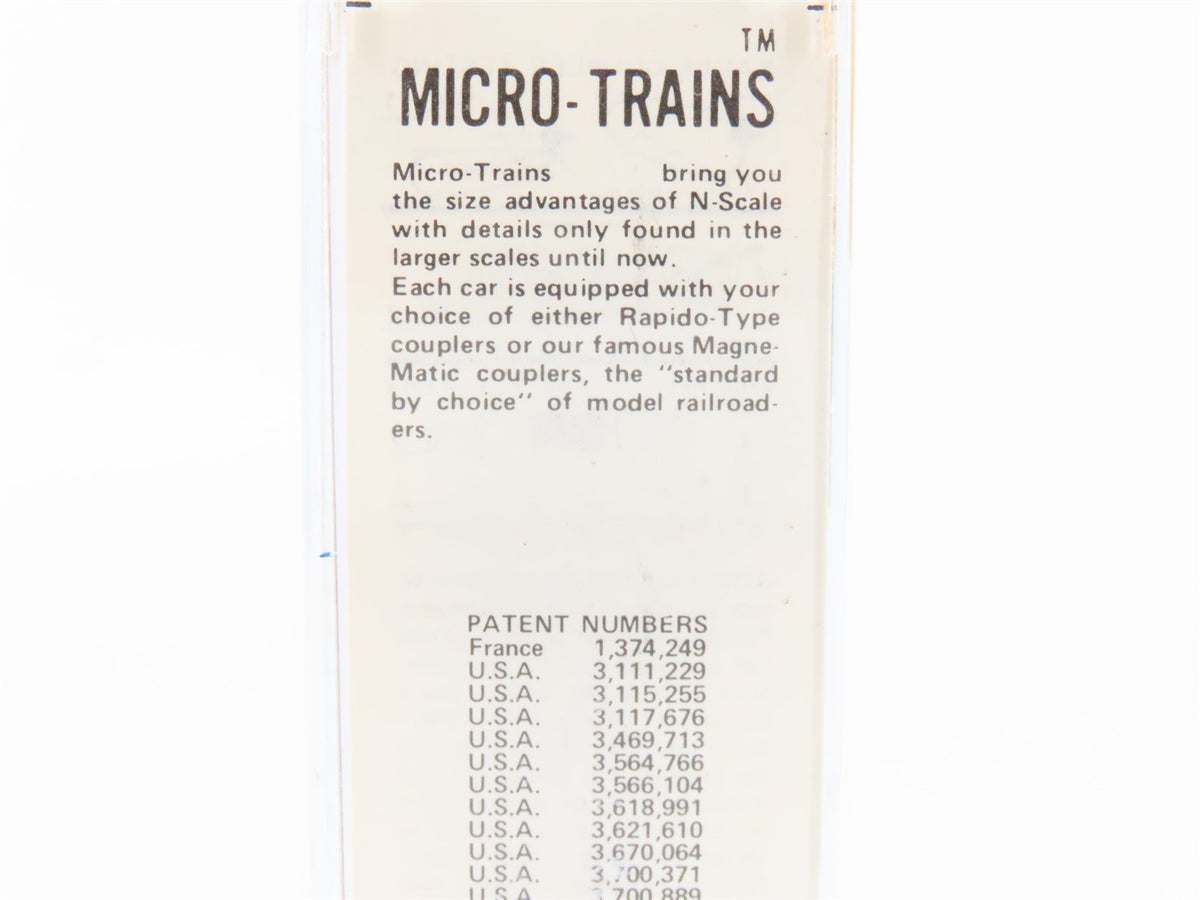 TM
MICRO-TRAINS
Micro-Trains bring you
the size advantages of N-Scale
with details only found in the
larger scales until now.
Each car is equipped with your
choice of either Rapido-Type
couplers or our famous Magne-
Matic couplers, the "standard
by choice" of model railroad-
ers.
PATENT NUMBERS
France 1,374,249
U.S.A. 3,111,229
U.S.A. 3,115,255
U.S.A. 3,117,676
U.S.A. 3,469,713
U.S.A. 3,564,766
U.S.A. 3,566,104
U.S.A. 3,618,991
U.S.A. 3,621,610
U.S.A. 3,670,064
U.S.A. 3,700,371
U.S.A. 3,700,889